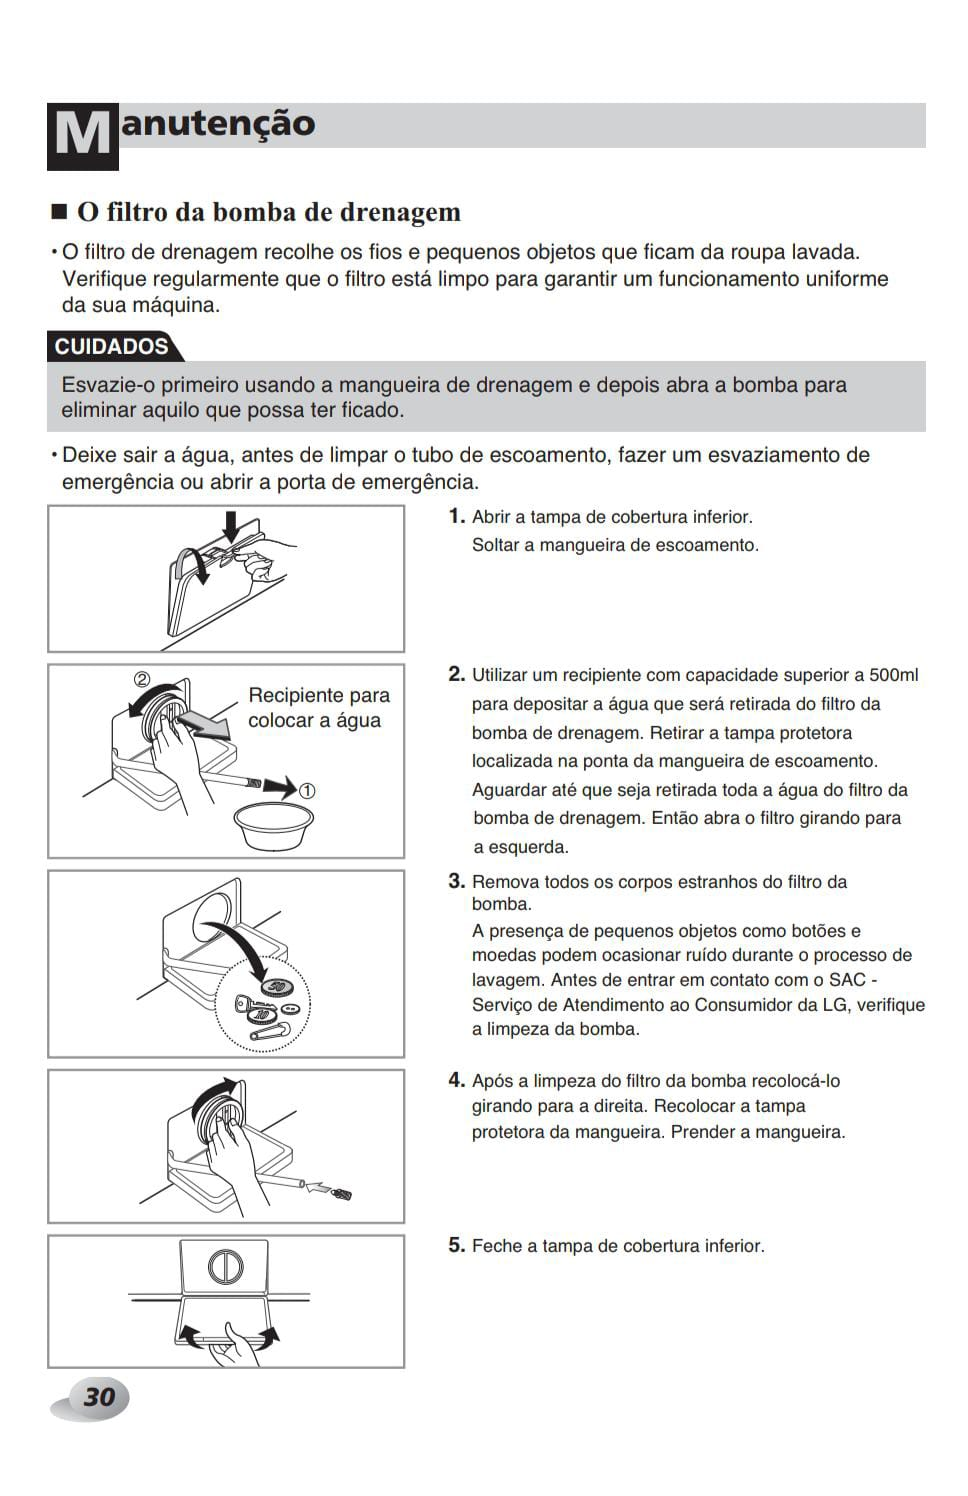 Manutenção
■ O filtro da bomba de drenagem
• O filtro de drenagem recolhe os fios e pequenos objetos que ficam da roupa lavada.
Verifique regularmente que o filtro está limpo para garantir um funcionamento uniforme
da sua máquina.
CUIDADOS
Esvazie-o primeiro usando a mangueira de drenagem e depois abra a bomba para
eliminar aquilo que possa ter ficado.
• Deixe sair a água, antes de limpar o tubo de escoamento, fazer um esvaziamento de
emergência ou abrir a porta de emergência.
1. Abrir a tampa de cobertura inferior.
Soltar a mangueira de escoamento.
②
Recipiente para
colocar a água
①
2. Utilizar um recipiente com capacidade superior a 500ml
para depositar a água que será retirada do filtro da
bomba de drenagem. Retirar a tampa protetora
localizada na ponta da mangueira de escoamento.
Aguardar até que seja retirada toda a água do filtro da
bomba de drenagem. Então abra o filtro girando para
a esquerda.
50
10
3. Remova todos os corpos estranhos do filtro da
bomba.
A presença de pequenos objetos como botões e
moedas podem ocasionar ruído durante o processo de
lavagem. Antes de entrar em contato com o SAC -
Serviço de Atendimento ao Consumidor da LG, verifique
a limpeza da bomba.
4. Após a limpeza do filtro da bomba recolocá-lo
girando para a direita. Recolocar a tampa
protetora da mangueira. Prender a mangueira.
5. Feche a tampa de cobertura inferior.
30